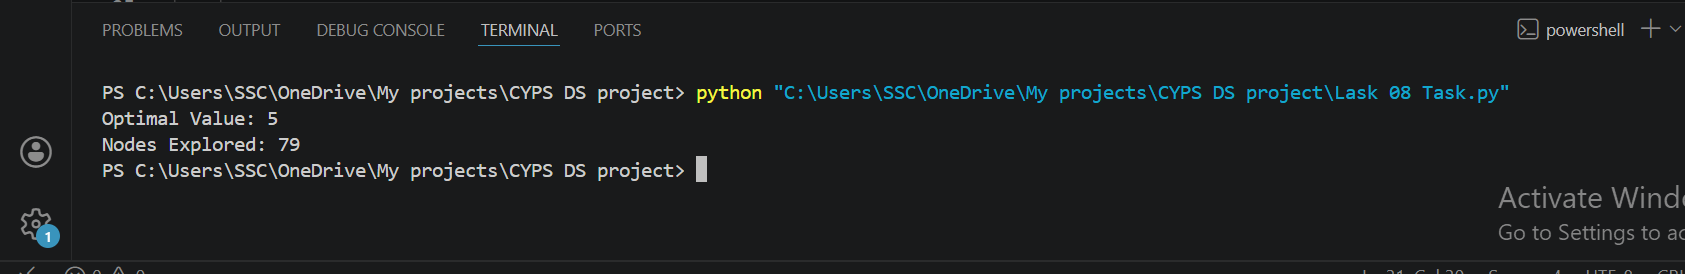 PROBLEMS OUTPUT DEBUG CONSOLE TERMINAL PORTS powershell
PS C:\Users\SSC\OneDrive\My projects\CYPS DS project> python "C:\Users\SSC\OneDrive\My projects\CYPS DS project\Lask 08 Task.py"
Optimal Value: 5
Nodes Explored: 79
PS C:\Users\SSC\OneDrive\My projects\CYPS DS project>
1
Activate Wind
Go to Settings to ac